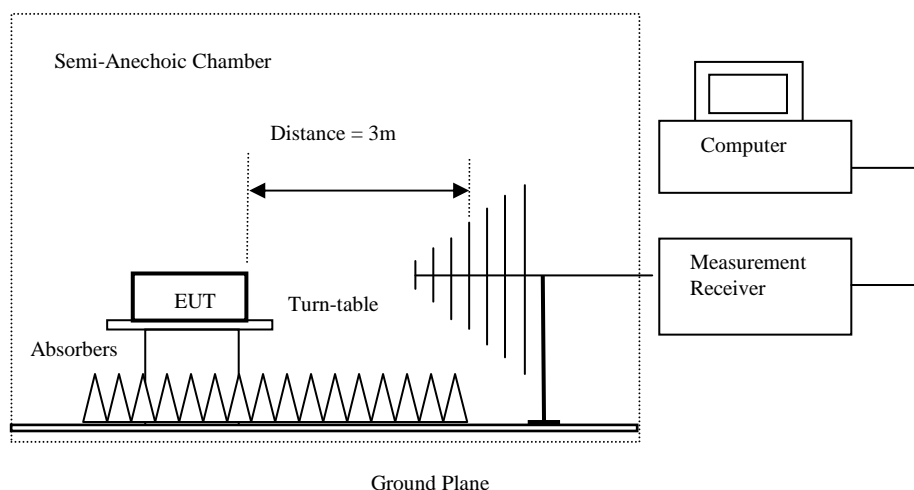 Semi-Anechoic Chamber
Distance = 3m
Computer
Measurement
Receiver
EUT
Turn-table
Absorbers
Ground Plane